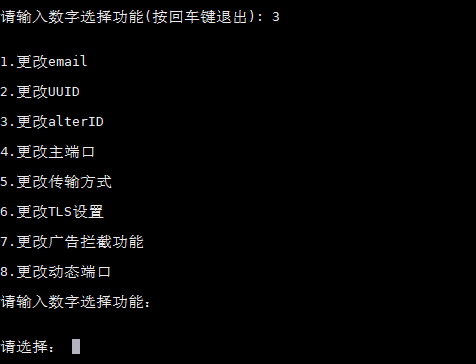 请输入数字选择功能(按回车键退出): 3
1.更改email
2.更改UUID
3.更改alterID
4.更改主端口
5.更改传输方式
6.更改TLS设置
7.更改广告拦截功能
8.更改动态端口
请输入数字选择功能：
请选择：